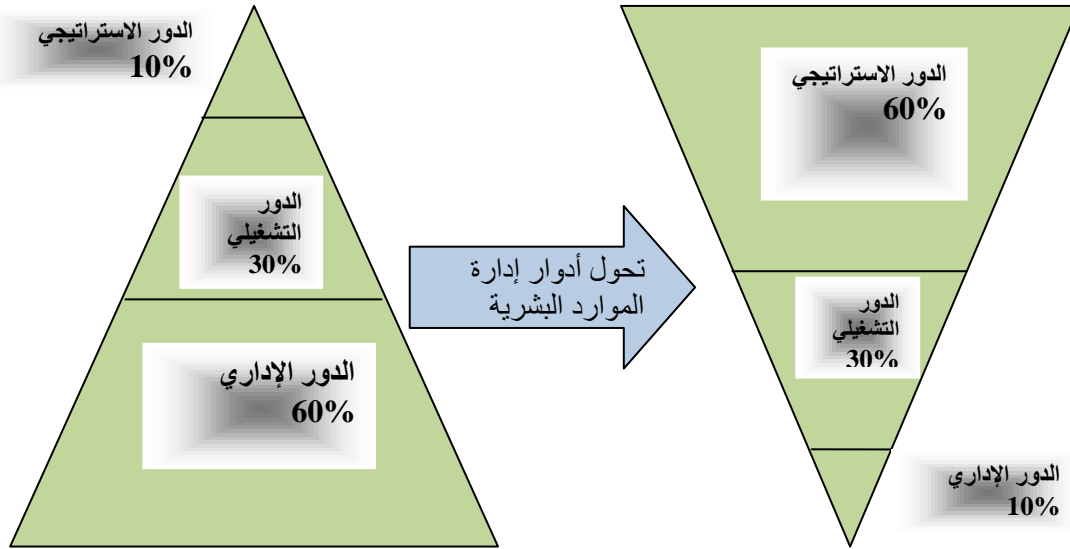 الدور الاستراتيجي
10%
الدور
التشغيلي
30%
الدور الإداري
60%
تحول أدوار إدارة
الموارد البشرية
الدور الاستراتيجي
60%
الدور
التشغيلي
30%
الدور الإداري
10%